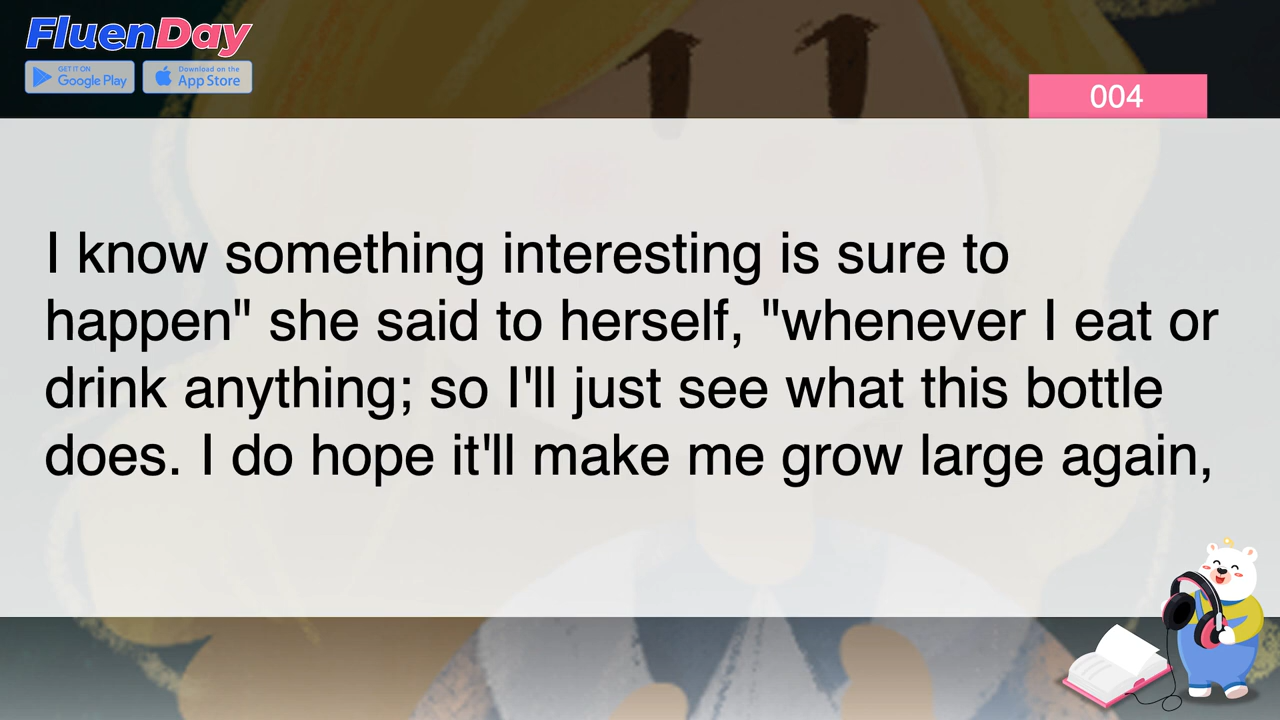 FluenDay
GET IT ON
Google Play
Download on the
App Store
004
I know something interesting is sure to
happen" she said to herself, "whenever I eat or
drink anything; so I'll just see what this bottle
does. I do hope it'll make me grow large again,